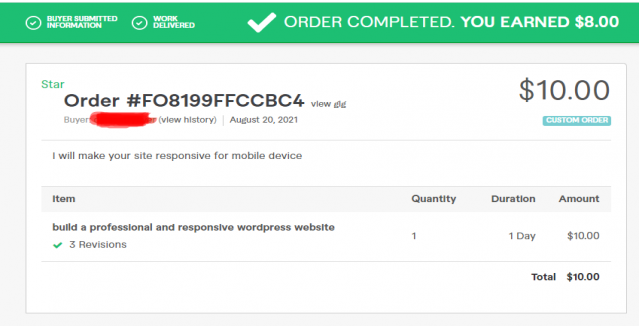 BUYER SUBMITTED INFORMATION
WORK DELIVERED
ORDER COMPLETED. YOU EARNED $8.00
Star
Order #FO8199FFCCBC4 view gig
$10.00
Buyer (view history) | August 20, 2021
CUSTOM ORDER
I will make your site responsive for mobile device
Item Quantity Duration Amount
build a professional and responsive wordpress website
3 Revisions 1 1 Day $10.00
Total $10.00